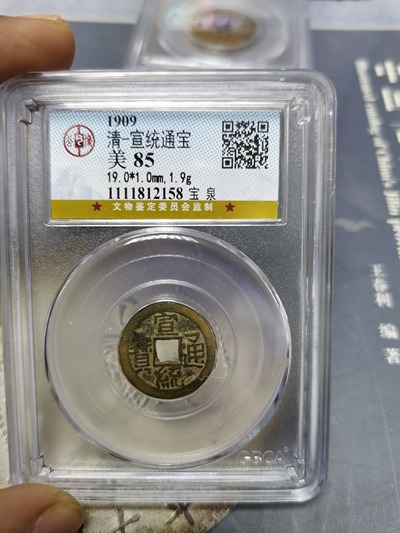 1909
清·宣统通宝
美 85
19.0*1.0mm,1.9g
1111812158 宝 泉
★ 文物鉴定委员会监制 ★
宣
寶 通
統
GBCA
王春利 编著